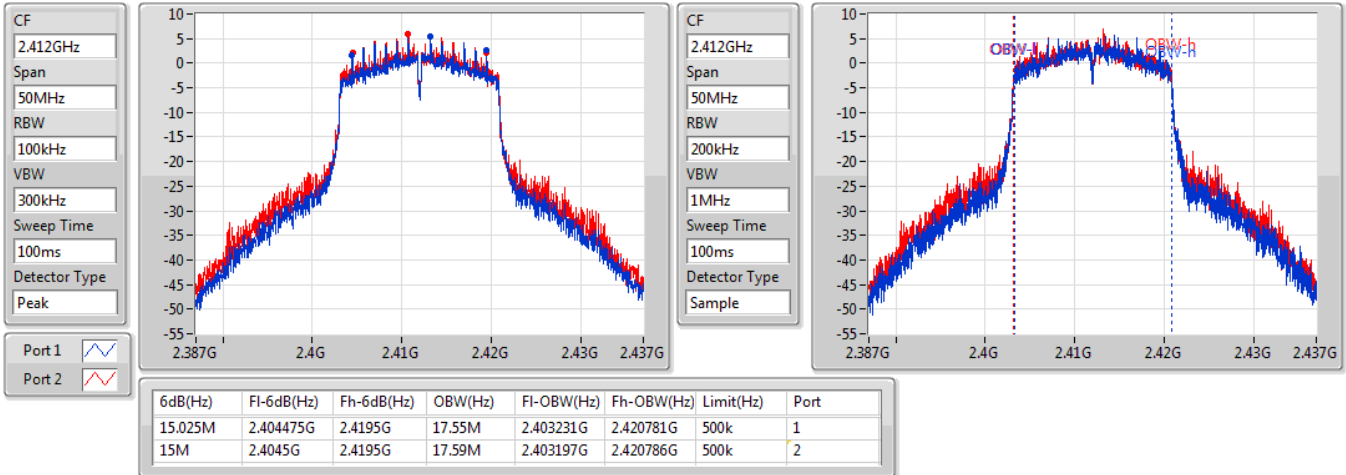 CF
2.412GHz
Span
50MHz
RBW
100kHz
VBW
300kHz
Sweep Time
100ms
Detector Type
Peak
10
5
0
-5
-10
-15
-20
-25
-30
-35
-40
-45
-50
-55
2.387G 2.4G 2.41G 2.42G 2.43G 2.437G
CF
2.412GHz
Span
50MHz
RBW
200kHz
VBW
1MHz
Sweep Time
100ms
Detector Type
Sample
10
5
0
-5
-10
-15
-20
-25
-30
-35
-40
-45
-50
-55
OBW-l
OBW-h
OBW-h
2.387G 2.4G 2.41G 2.42G 2.43G 2.437G
Port 1
Port 2
6dB(Hz) Fl-6dB(Hz) Fh-6dB(Hz) OBW(Hz) Fl-OBW(Hz) Fh-OBW(Hz) Limit(Hz) Port
15.025M 2.404475G 2.4195G 17.55M 2.403231G 2.420781G 500k 1
15M 2.4045G 2.4195G 17.59M 2.403197G 2.420786G 500k 2